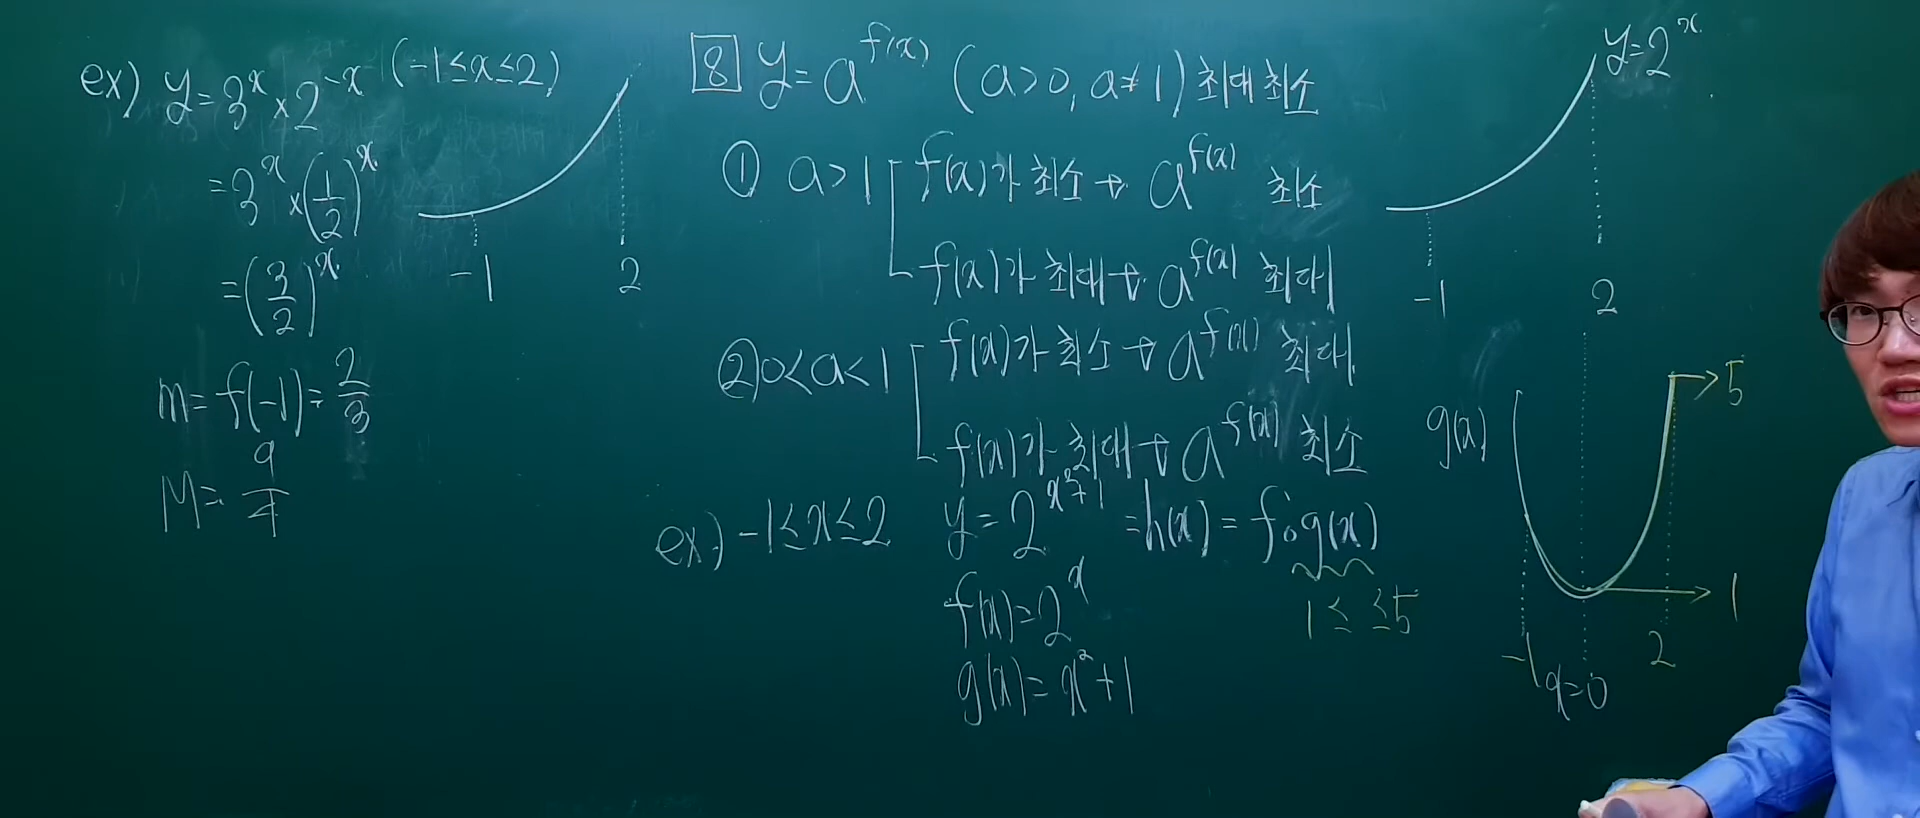 ex) y=3^x×2^-x (-1≤x≤2)
=3^x×(1/2)^x
=(3/2)^x
-1 2
m=f(-1)=2/3
M=9/4
8 y=a^f(x) (a>0, a≠1) 최대최소
① a>1 f(x)가 최소→ a^f(x) 최소
f(x)가 최대→ a^f(x) 최대
② 0<a<1 f(x)가 최소→ a^f(x) 최대
f(x)가 최대→ a^f(x) 최소
ex) -1≤x≤2 y=2^x²+1 =h(x)=f∘g(x)
f(x)=2^x 1≤ ≤5
g(x)=x²+1
y=2^x
-1 2
g(x) 5
1
-1 2
x=0